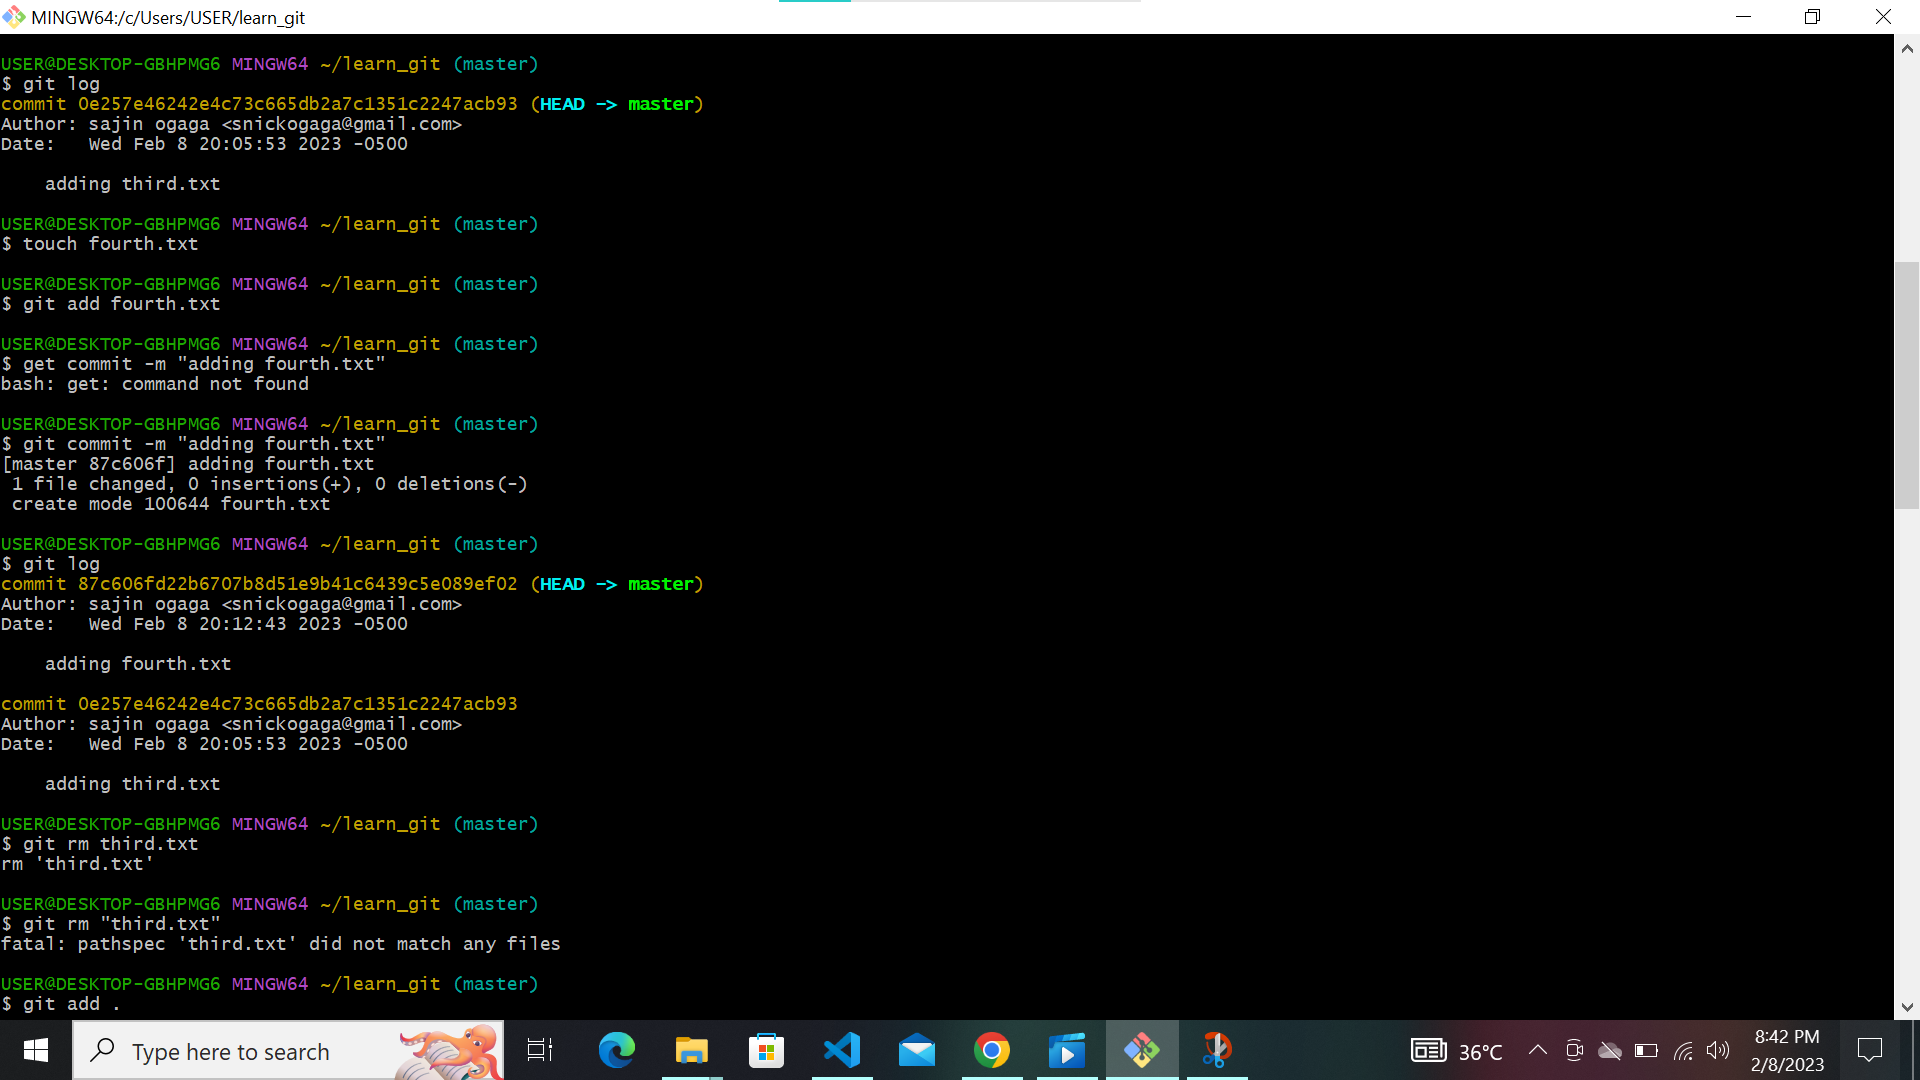 MINGW64:/c/Users/USER/learn_git
USER@DESKTOP-GBHPMG6 MINGW64 ~/learn_git (master)
$ git log
commit 0e257e46242e4c73c665db2a7c1351c2247acb93 (HEAD -> master)
Author: sajin ogaga <snickogaga@gmail.com>
Date:   Wed Feb 8 20:05:53 2023 -0500
    adding third.txt
USER@DESKTOP-GBHPMG6 MINGW64 ~/learn_git (master)
$ touch fourth.txt
USER@DESKTOP-GBHPMG6 MINGW64 ~/learn_git (master)
$ git add fourth.txt
USER@DESKTOP-GBHPMG6 MINGW64 ~/learn_git (master)
$ get commit -m "adding fourth.txt"
bash: get: command not found
USER@DESKTOP-GBHPMG6 MINGW64 ~/learn_git (master)
$ git commit -m "adding fourth.txt"
[master 87c606f] adding fourth.txt
 1 file changed, 0 insertions(+), 0 deletions(-)
 create mode 100644 fourth.txt
USER@DESKTOP-GBHPMG6 MINGW64 ~/learn_git (master)
$ git log
commit 87c606fd22b6707b8d51e9b41c6439c5e089ef02 (HEAD -> master)
Author: sajin ogaga <snickogaga@gmail.com>
Date:   Wed Feb 8 20:12:43 2023 -0500
    adding fourth.txt
commit 0e257e46242e4c73c665db2a7c1351c2247acb93
Author: sajin ogaga <snickogaga@gmail.com>
Date:   Wed Feb 8 20:05:53 2023 -0500
    adding third.txt
USER@DESKTOP-GBHPMG6 MINGW64 ~/learn_git (master)
$ git rm third.txt
rm 'third.txt'
USER@DESKTOP-GBHPMG6 MINGW64 ~/learn_git (master)
$ git rm "third.txt"
fatal: pathspec 'third.txt' did not match any files
USER@DESKTOP-GBHPMG6 MINGW64 ~/learn_git (master)
$ git add .
Type here to search
36°C
8:42 PM
2/8/2023